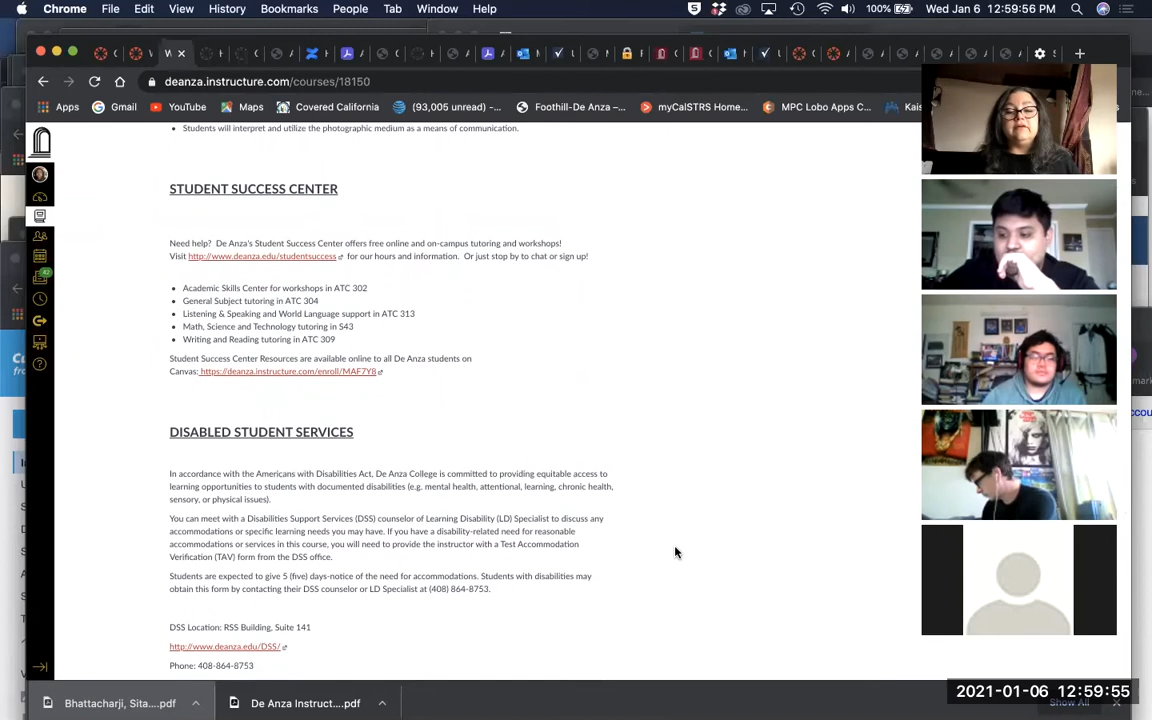 Chrome File Edit View History Bookmarks People Tab Window Help
100% Wed Jan 6 12:59:56 PM
deanza.instructure.com/courses/18150
Apps Gmail YouTube Maps Covered California (93,005 unread) -... Foothill-De Anza –... myCalSTRS Home... MPC Lobo Apps C... Kais
Students will interpret and utilize the photographic medium as a means of communication.
STUDENT SUCCESS CENTER
Need help? De Anza's Student Success Center offers free online and on-campus tutoring and workshops!
Visit http://www.deanza.edu/studentsuccess for our hours and information. Or just stop by to chat or sign up!
Academic Skills Center for workshops in ATC 302
General Subject tutoring in ATC 304
Listening & Speaking and World Language support in ATC 313
Math, Science and Technology tutoring in S43
Writing and Reading tutoring in ATC 309
Student Success Center Resources are available online to all De Anza students on
Canvas: https://deanza.instructure.com/enroll/MAF7Y8
DISABLED STUDENT SERVICES
In accordance with the Americans with Disabilities Act, De Anza College is committed to providing equitable access to
learning opportunities to students with documented disabilities (e.g. mental health, attentional, learning, chronic health,
sensory, or physical issues).
You can meet with a Disabilities Support Services (DSS) counselor of Learning Disability (LD) Specialist to discuss any
accommodations or specific learning needs you may have. If you have a disability-related need for reasonable
accommodations or services in this course, you will need to provide the instructor with a Test Accommodation
Verification (TAV) form from the DSS office.
Students are expected to give 5 (five) days-notice of the need for accommodations. Students with disabilities may
obtain this form by contacting their DSS counselor or LD Specialist at (408) 864-8753.
DSS Location: RSS Building, Suite 141
http://www.deanza.edu/DSS/
Phone: 408-864-8753
42
Bhattacharji, Sita....pdf De Anza Instruct....pdf Show All
2021-01-06 12:59:55